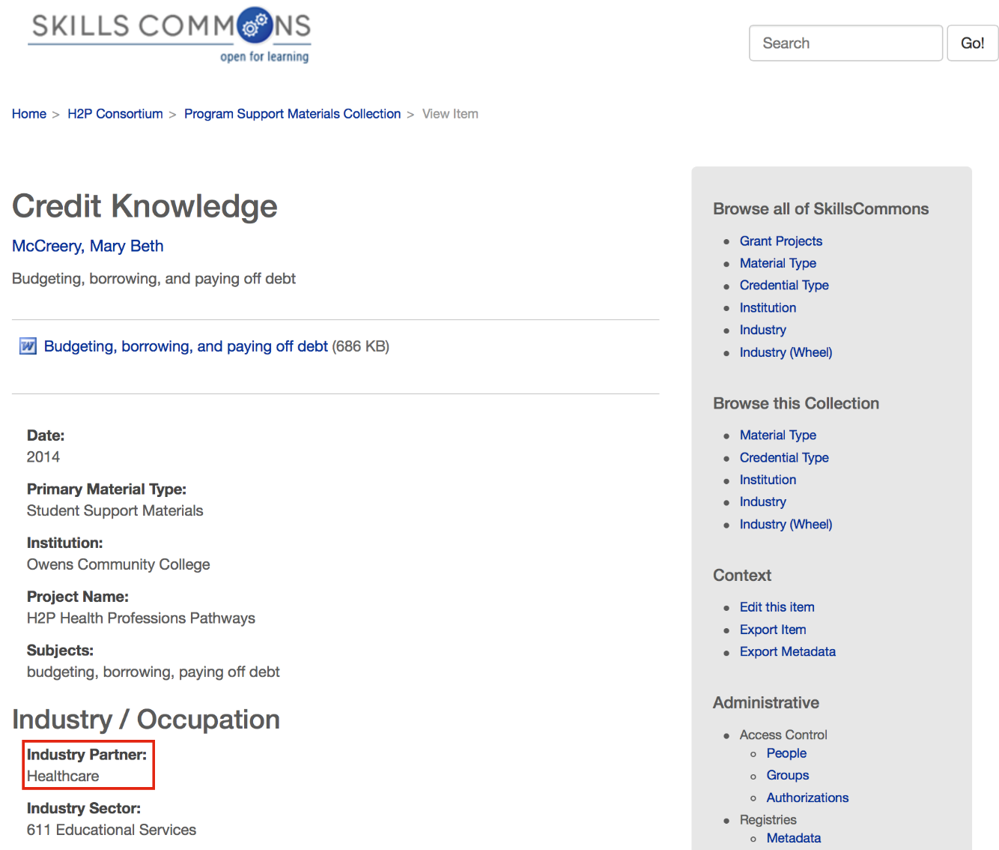 SKILLS COMMONS
open for learning
Search
Go!
Home > H2P Consortium > Program Support Materials Collection > View Item
Credit Knowledge
McCreery, Mary Beth
Budgeting, borrowing, and paying off debt
Budgeting, borrowing, and paying off debt (686 KB)
Date:
2014
Primary Material Type:
Student Support Materials
Institution:
Owens Community College
Project Name:
H2P Health Professions Pathways
Subjects:
budgeting, borrowing, paying off debt
Industry / Occupation
Industry Partner:
Healthcare
Industry Sector:
611 Educational Services
Browse all of SkillsCommons
Grant Projects
Material Type
Credential Type
Institution
Industry
Industry (Wheel)
Browse this Collection
Material Type
Credential Type
Institution
Industry
Industry (Wheel)
Context
Edit this item
Export Item
Export Metadata
Administrative
Access Control
People
Groups
Authorizations
Registries
Metadata